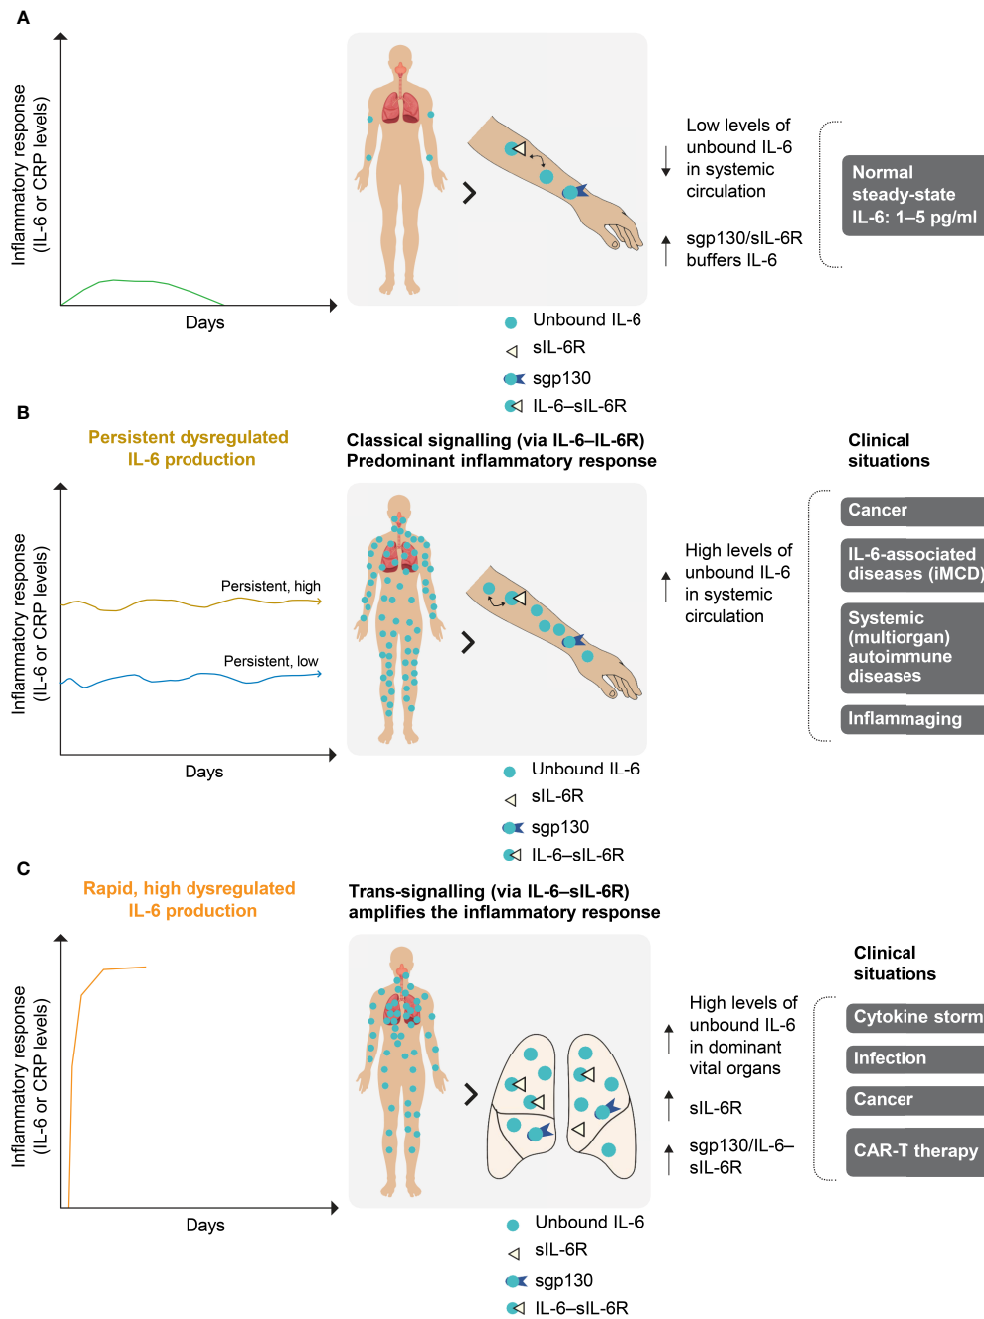 A
Inflammatory response
(IL-6 or CRP levels)
Days
Low levels of
unbound IL-6
in systemic
circulation
sgp130/sIL-6R
buffers IL-6
Normal
steady-state
IL-6: 1–5 pg/ml
Unbound IL-6
sIL-6R
sgp130
IL-6–sIL-6R
B
Persistent dysregulated
IL-6 production
Inflammatory response
(IL-6 or CRP levels)
Persistent, high
Persistent, low
Days
Classical signalling (via IL-6–IL-6R)
Predominant inflammatory response
High levels of
unbound IL-6
in systemic
circulation
Clinical
situations
Cancer
IL-6-associated
diseases (iMCD)
Systemic
(multiorgan)
autoimmune
diseases
Inflammaging
Unbound IL-6
sIL-6R
sgp130
IL-6–sIL-6R
C
Rapid, high dysregulated
IL-6 production
Inflammatory response
(IL-6 or CRP levels)
Days
Trans-signalling (via IL-6–sIL-6R)
amplifies the inflammatory response
High levels of
unbound IL-6
in dominant
vital organs
sIL-6R
sgp130/IL-6–
sIL-6R
Clinical
situations
Cytokine storm
Infection
Cancer
CAR-T therapy
Unbound IL-6
sIL-6R
sgp130
IL-6–sIL-6R